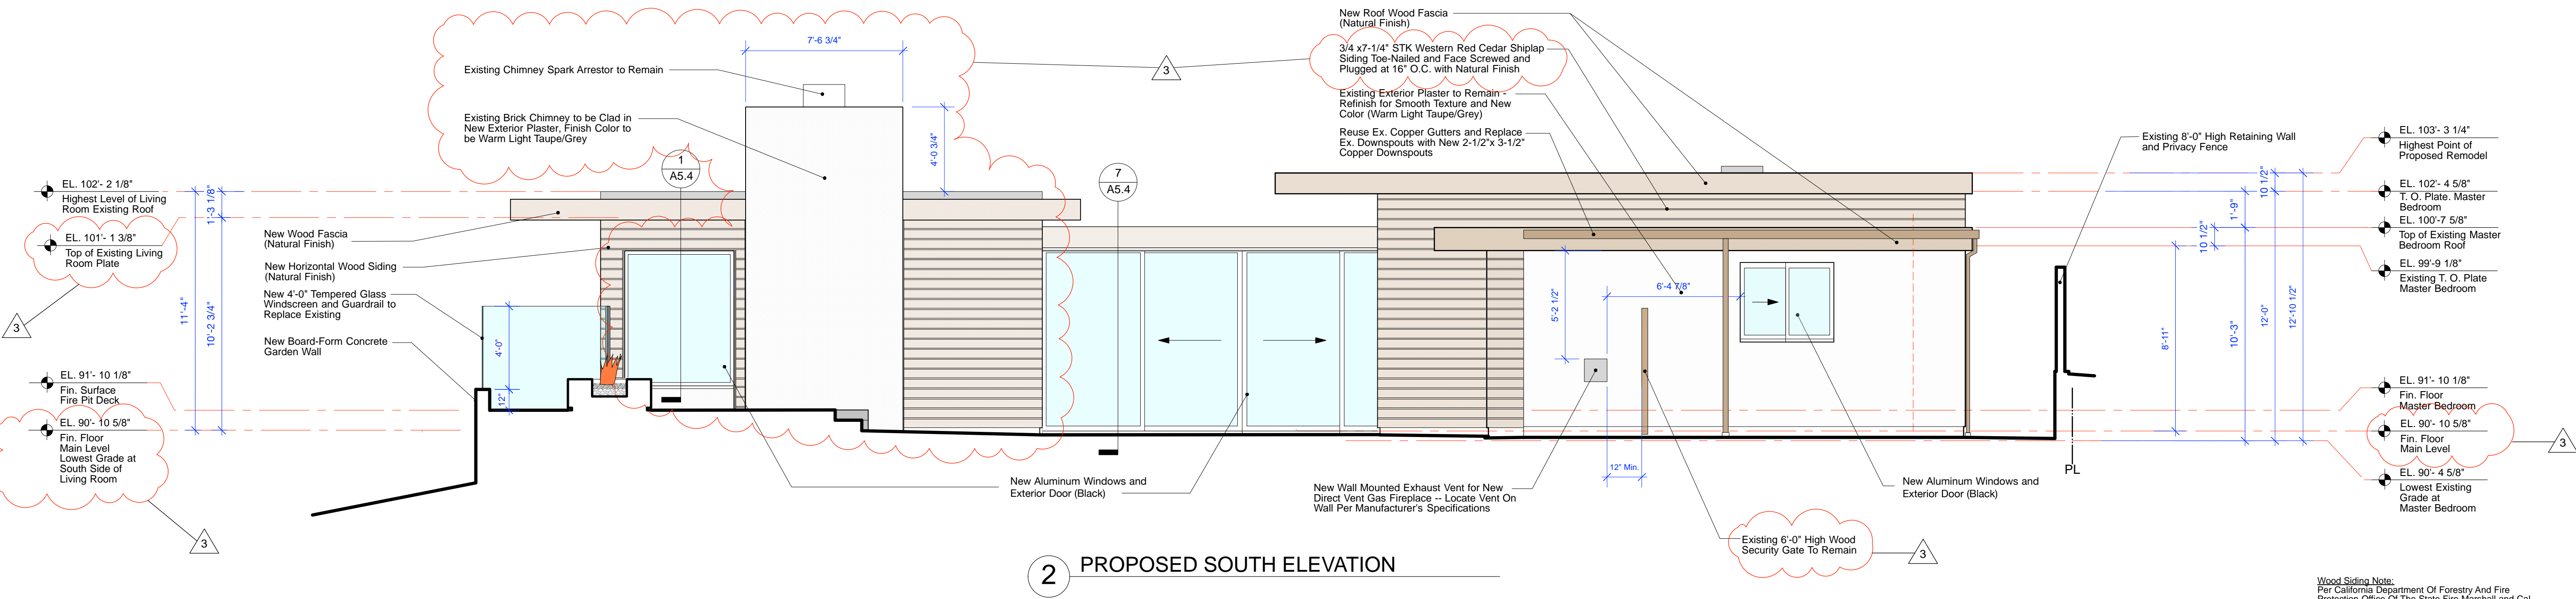 7'-6 3/4"
Existing Chimney Spark Arrestor to Remain
Existing Brick Chimney to be Clad in
New Exterior Plaster, Finish Color to
be Warm Light Taupe/Grey
4'-0 3/4"
1
A5.4
7
A5.4
3
New Roof Wood Fascia
(Natural Finish)
3/4 x7-1/4" STK Western Red Cedar Shiplap
Siding Toe-Nailed and Face Screwed and
Plugged at 16" O.C. with Natural Finish
Existing Exterior Plaster to Remain -
Refinish for Smooth Texture and New
Color (Warm Light Taupe/Grey)
Reuse Ex. Copper Gutters and Replace
Ex. Downspouts with New 2-1/2"x 3-1/2"
Copper Downspouts
Existing 8'-0" High Retaining Wall
and Privacy Fence
EL. 102'- 2 1/8"
Highest Level of Living
Room Existing Roof
EL. 101'- 1 3/8"
Top of Existing Living
Room Plate
3
EL. 91'- 10 1/8"
Fin. Surface
Fire Pit Deck
EL. 90'- 10 5/8"
Fin. Floor
Main Level
Lowest Grade at
South Side of
Living Room
3
11'-4"
1'-3 1/8"
10'-2 3/4"
New Wood Fascia
(Natural Finish)
New Horizontal Wood Siding
(Natural Finish)
New 4'-0" Tempered Glass
Windscreen and Guardrail to
Replace Existing
New Board-Form Concrete
Garden Wall
4'-0"
12"
New Aluminum Windows and
Exterior Door (Black)
5'-2 1/2"
6'-4 7/8"
12" Min.
New Wall Mounted Exhaust Vent for New
Direct Vent Gas Fireplace -- Locate Vent On
Wall Per Manufacturer's Specifications
Existing 6'-0" High Wood
Security Gate To Remain
3
New Aluminum Windows and
Exterior Door (Black)
PL
8'-11"
10 1/2"
1'-9"
10'-3"
10 1/2"
12'-0"
12'-10 1/2"
EL. 103'- 3 1/4"
Highest Point of
Proposed Remodel
EL. 102'- 4 5/8"
T. O. Plate. Master
Bedroom
EL. 100'-7 5/8"
Top of Existing Master
Bedroom Roof
EL. 99'-9 1/8"
Existing T. O. Plate
Master Bedroom
EL. 91'- 10 1/8"
Fin. Floor
Master Bedroom
EL. 90'- 10 5/8"
Fin. Floor
Main Level
3
EL. 90'- 4 5/8"
Lowest Existing
Grade at
Master Bedroom
2
PROPOSED SOUTH ELEVATION
Wood Siding Note:
Per California Department Of Forestry And Fire
Protection Office Of The State Fire Marshall and Cal